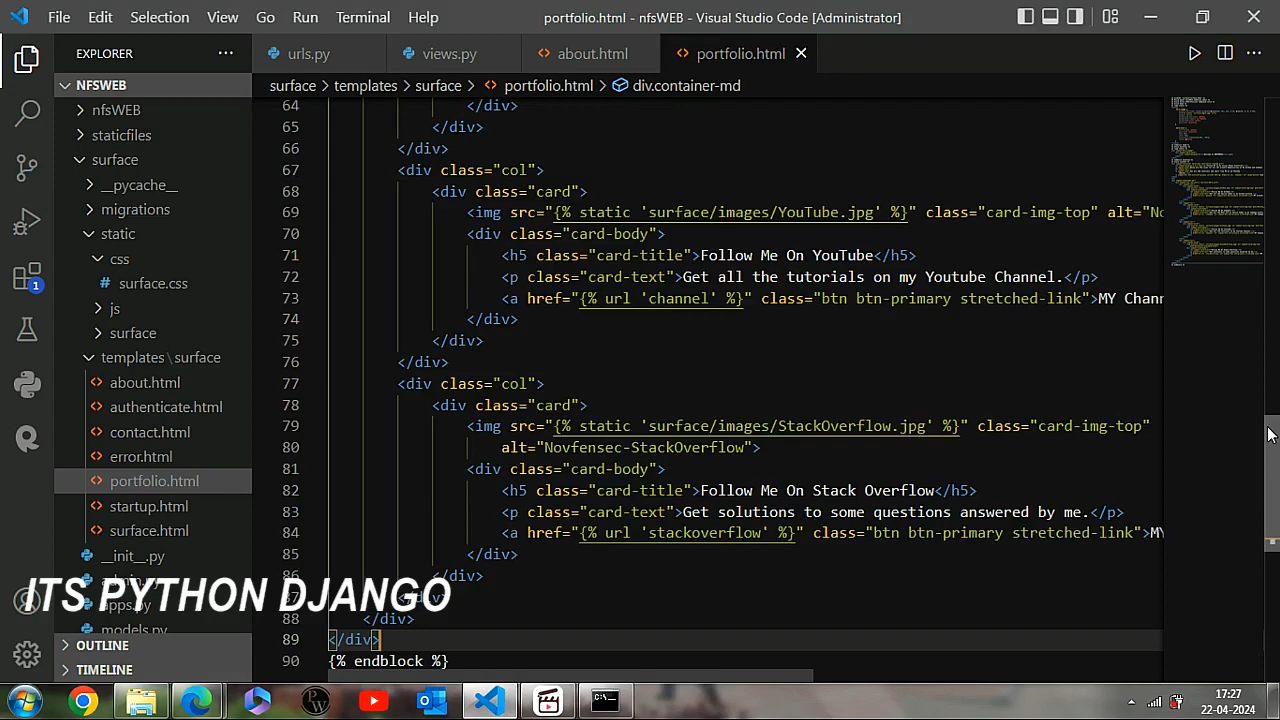 File Edit Selection View Go Run Terminal Help portfolio.html - nfsWEB - Visual Studio Code [Administrator]
EXPLORER ...
urls.py views.py about.html portfolio.html
NFSWEB
surface > templates > surface > portfolio.html > div.container-md
nfsWEB
staticfiles
surface
__pycache__
migrations
static
css
surface.css
js
surface
templates\surface
about.html
authenticate.html
contact.html
error.html
portfolio.html
startup.html
surface.html
__init__.py
apps.py
models.py
OUTLINE
TIMELINE
1
64 </div>
65 </div>
66 </div>
67 <div class="col">
68 <div class="card">
69 <img src="{% static 'surface/images/YouTube.jpg' %}" class="card-img-top" alt="No
70 <div class="card-body">
71 <h5 class="card-title">Follow Me On YouTube</h5>
72 <p class="card-text">Get all the tutorials on my Youtube Channel.</p>
73 <a href="{% url 'channel' %}" class="btn btn-primary stretched-link">MY Chann
74 </div>
75 </div>
76 </div>
77 <div class="col">
78 <div class="card">
79 <img src="{% static 'surface/images/StackOverflow.jpg' %}" class="card-img-top"
80 alt="Novfensec-StackOverflow">
81 <div class="card-body">
82 <h5 class="card-title">Follow Me On Stack Overflow</h5>
83 <p class="card-text">Get solutions to some questions answered by me.</p>
84 <a href="{% url 'stackoverflow' %}" class="btn btn-primary stretched-link">MY
85 </div>
86 </div>
88 </div>
89 </div>
90 {% endblock %}
ITS PYTHON DJANGO
17:27
22-04-2024